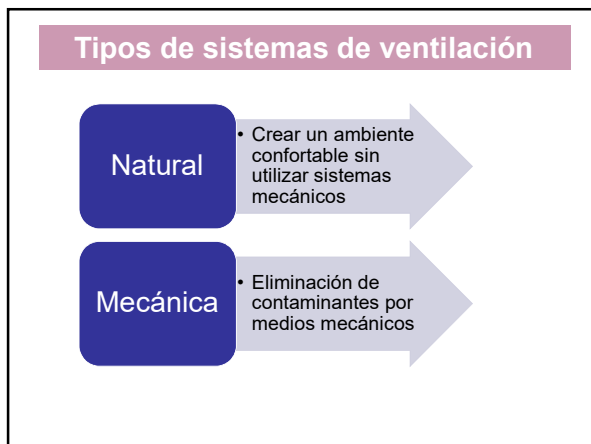 Tipos de sistemas de ventilación
Natural
• Crear un ambiente
confortable sin
utilizar sistemas
mecánicos
Mecánica
• Eliminación de
contaminantes por
medios mecánicos